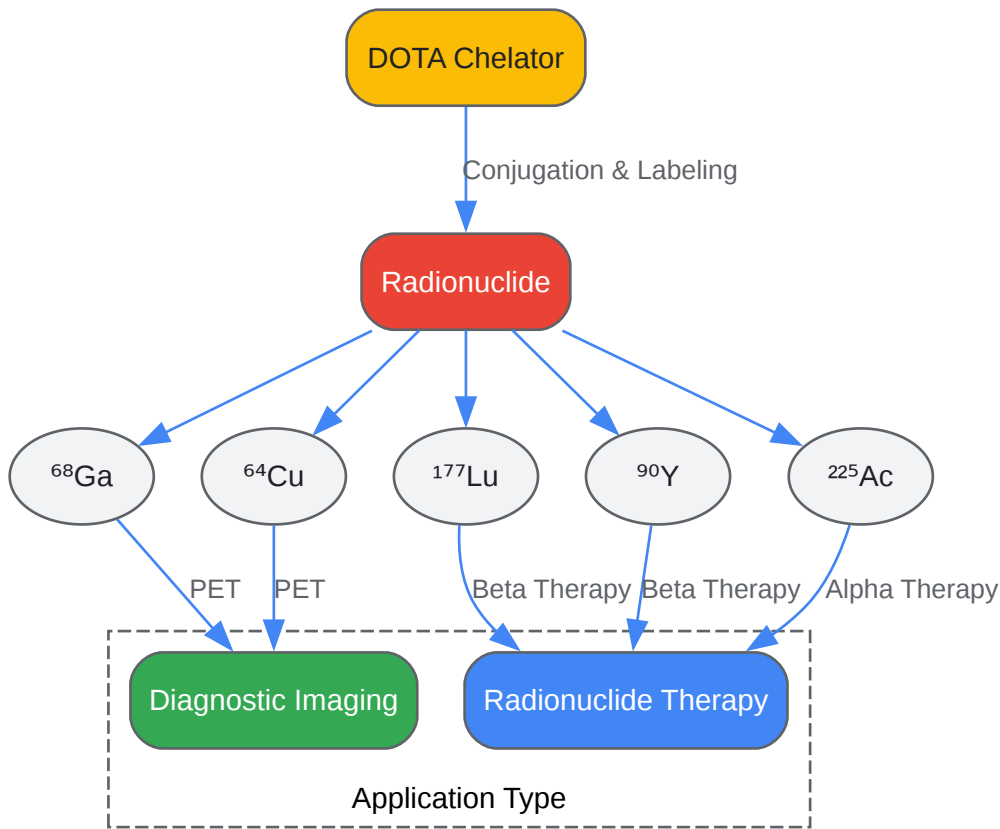 DOTA Chelator
Conjugation & Labeling
Radionuclide
⁶⁸Ga
⁶⁴Cu
¹⁷⁷Lu
⁹⁰Y
²²⁵Ac
PET
PET
Beta Therapy
Beta Therapy
Alpha Therapy
Diagnostic Imaging
Radionuclide Therapy
Application Type